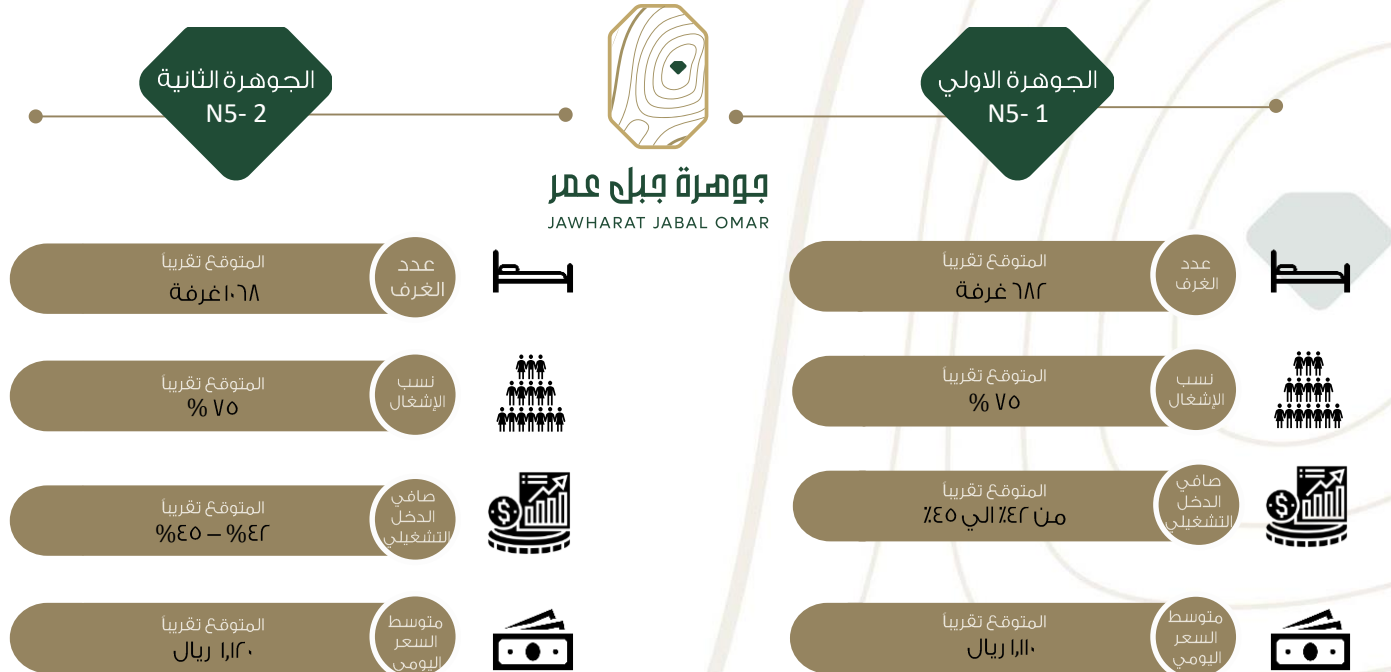 الجوهرة الاولي
N5- 1
الجوهرة الثانية
N5- 2
جوهرة جبل عمر
JAWHARAT JABAL OMAR
عدد
الغرف
المتوقع تقريباً
٦٨٢ غرفة
نسب
الإشغال
المتوقع تقريباً
٧٥ %
صافي
الدخل
التشغيلي
المتوقع تقريباً
من ٤٢٪ الي ٤٥٪
متوسط
السعر
اليومي
المتوقع تقريباً
١,١١٠ ريال
عدد
الغرف
المتوقع تقريباً
١٠٦٨ غرفة
نسب
الإشغال
المتوقع تقريباً
٧٥ %
صافي
الدخل
التشغيلي
المتوقع تقريباً
٤٢% – ٤٥%
متوسط
السعر
اليومي
المتوقع تقريباً
١,١٢٠ ريال